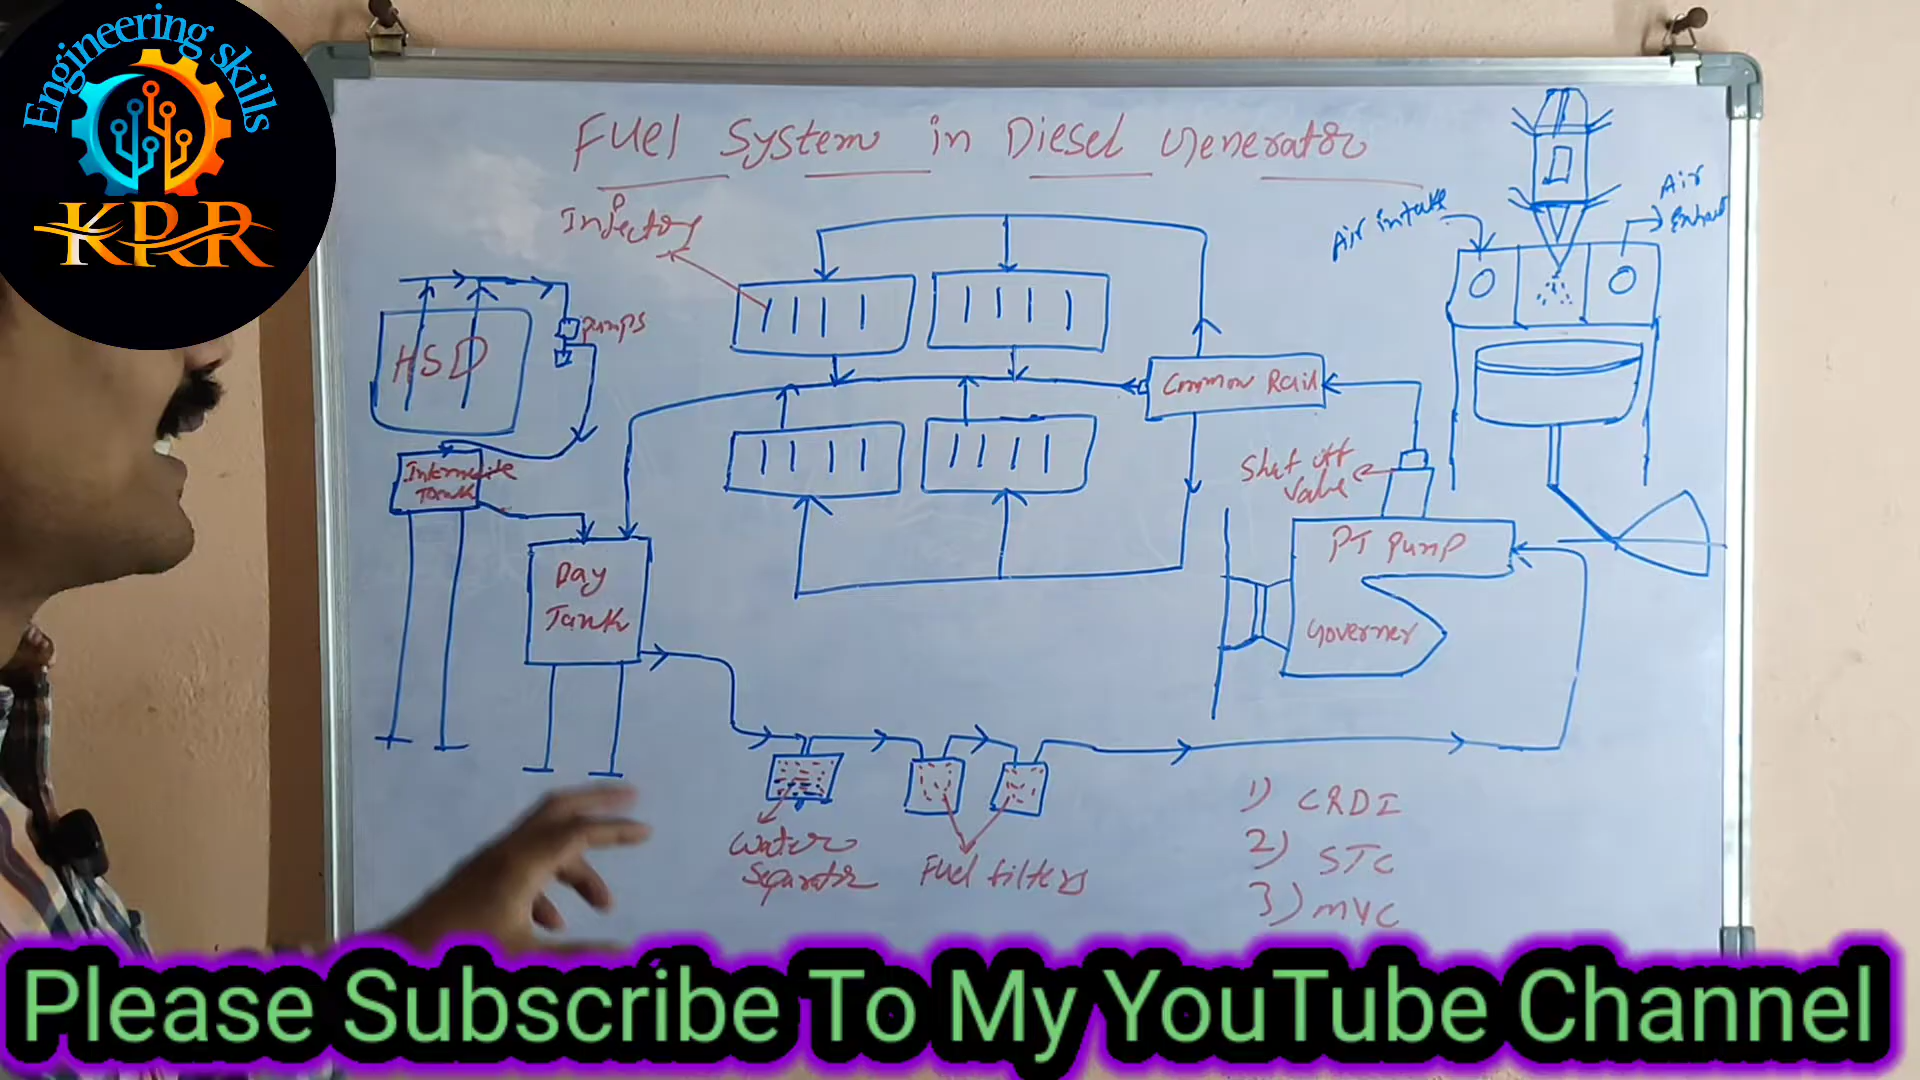 Engineering skills
KRR
FUEL System in Diesel Generator
Injectors
Air intake
Air
Exhaust
HSD
pumps
Common Rail
Intermediate
Tank
Shut off
Valve
PT Pump
Governer
Day
Tank
Water
Separator
Fuel filters
1) CRDI
2) STC
3) MVC
Please Subscribe To My YouTube Channel